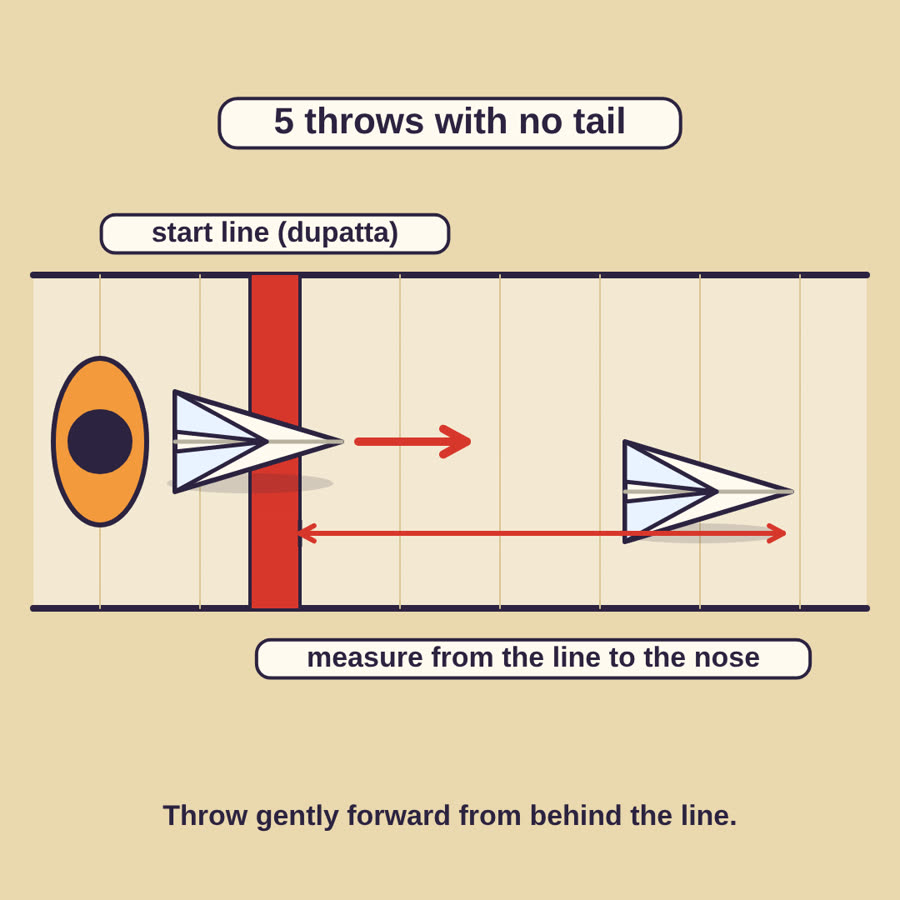 5 throws with no tail
start line (dupatta)
measure from the line to the nose
Throw gently forward from behind the line.